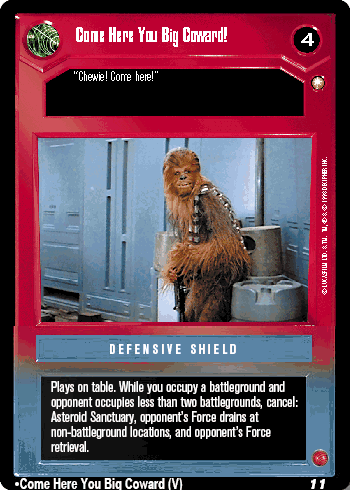 Come Here You Big Coward!
4
"Chewie! Come here!"
DEFENSIVE SHIELD
Plays on table. While you occupy a battleground and
opponent occupies less than two battlegrounds, cancel:
Asteroid Sanctuary, opponent's Force drains at
non-battleground locations, and opponent's Force
retrieval.
•Come Here You Big Coward (V)
11